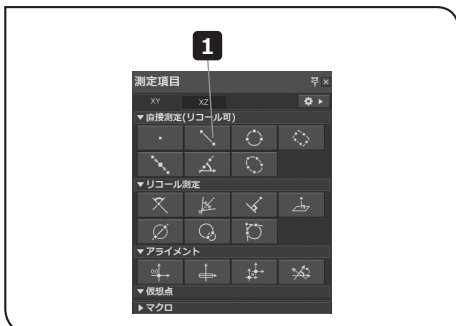 1
測定項目
XY XZ
▼直接測定(リコール可)
▼リコール測定
▼アライメント
▼仮想点
▶マクロ